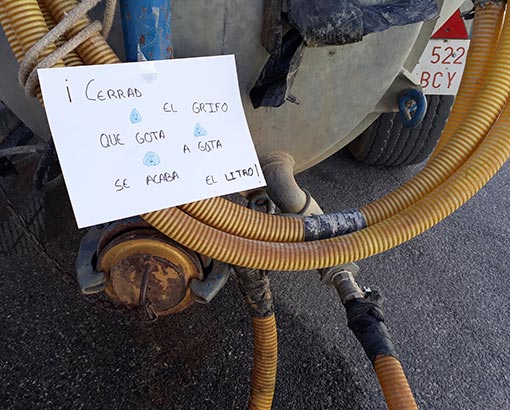 ¡ CERRAD
EL GRIFO
QUE GOTA
A GOTA
SE ACABA
EL LITRO!
522
BCY